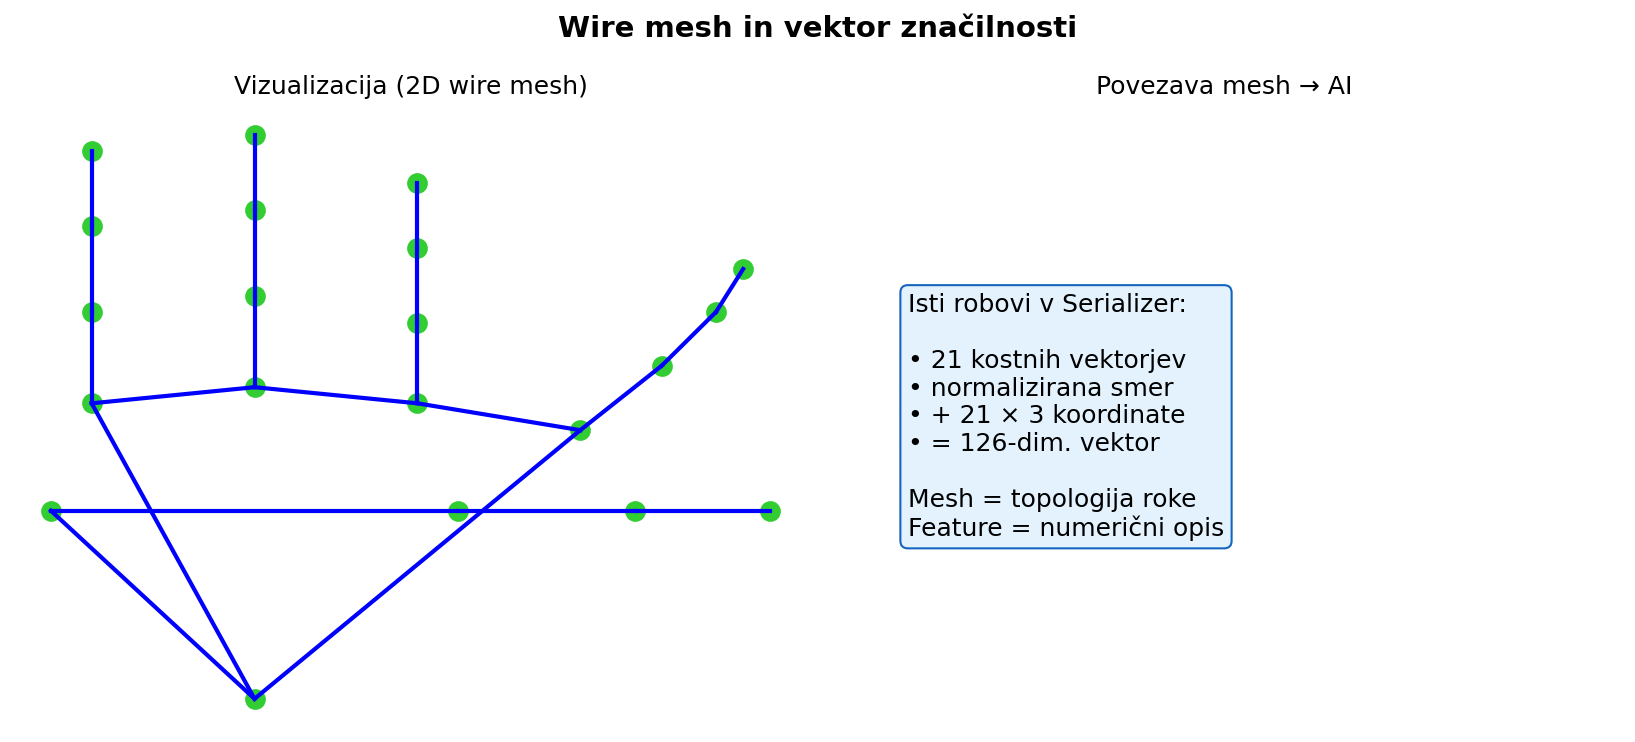 Wire mesh in vektor značilnosti
Vizualizacija (2D wire mesh)
Povezava mesh → AI
Isti robovi v Serializer:
• 21 kostnih vektorjev
• normalizirana smer
• + 21 × 3 koordinate
• = 126-dim. vektor
Mesh = topologija roke
Feature = numerični opis